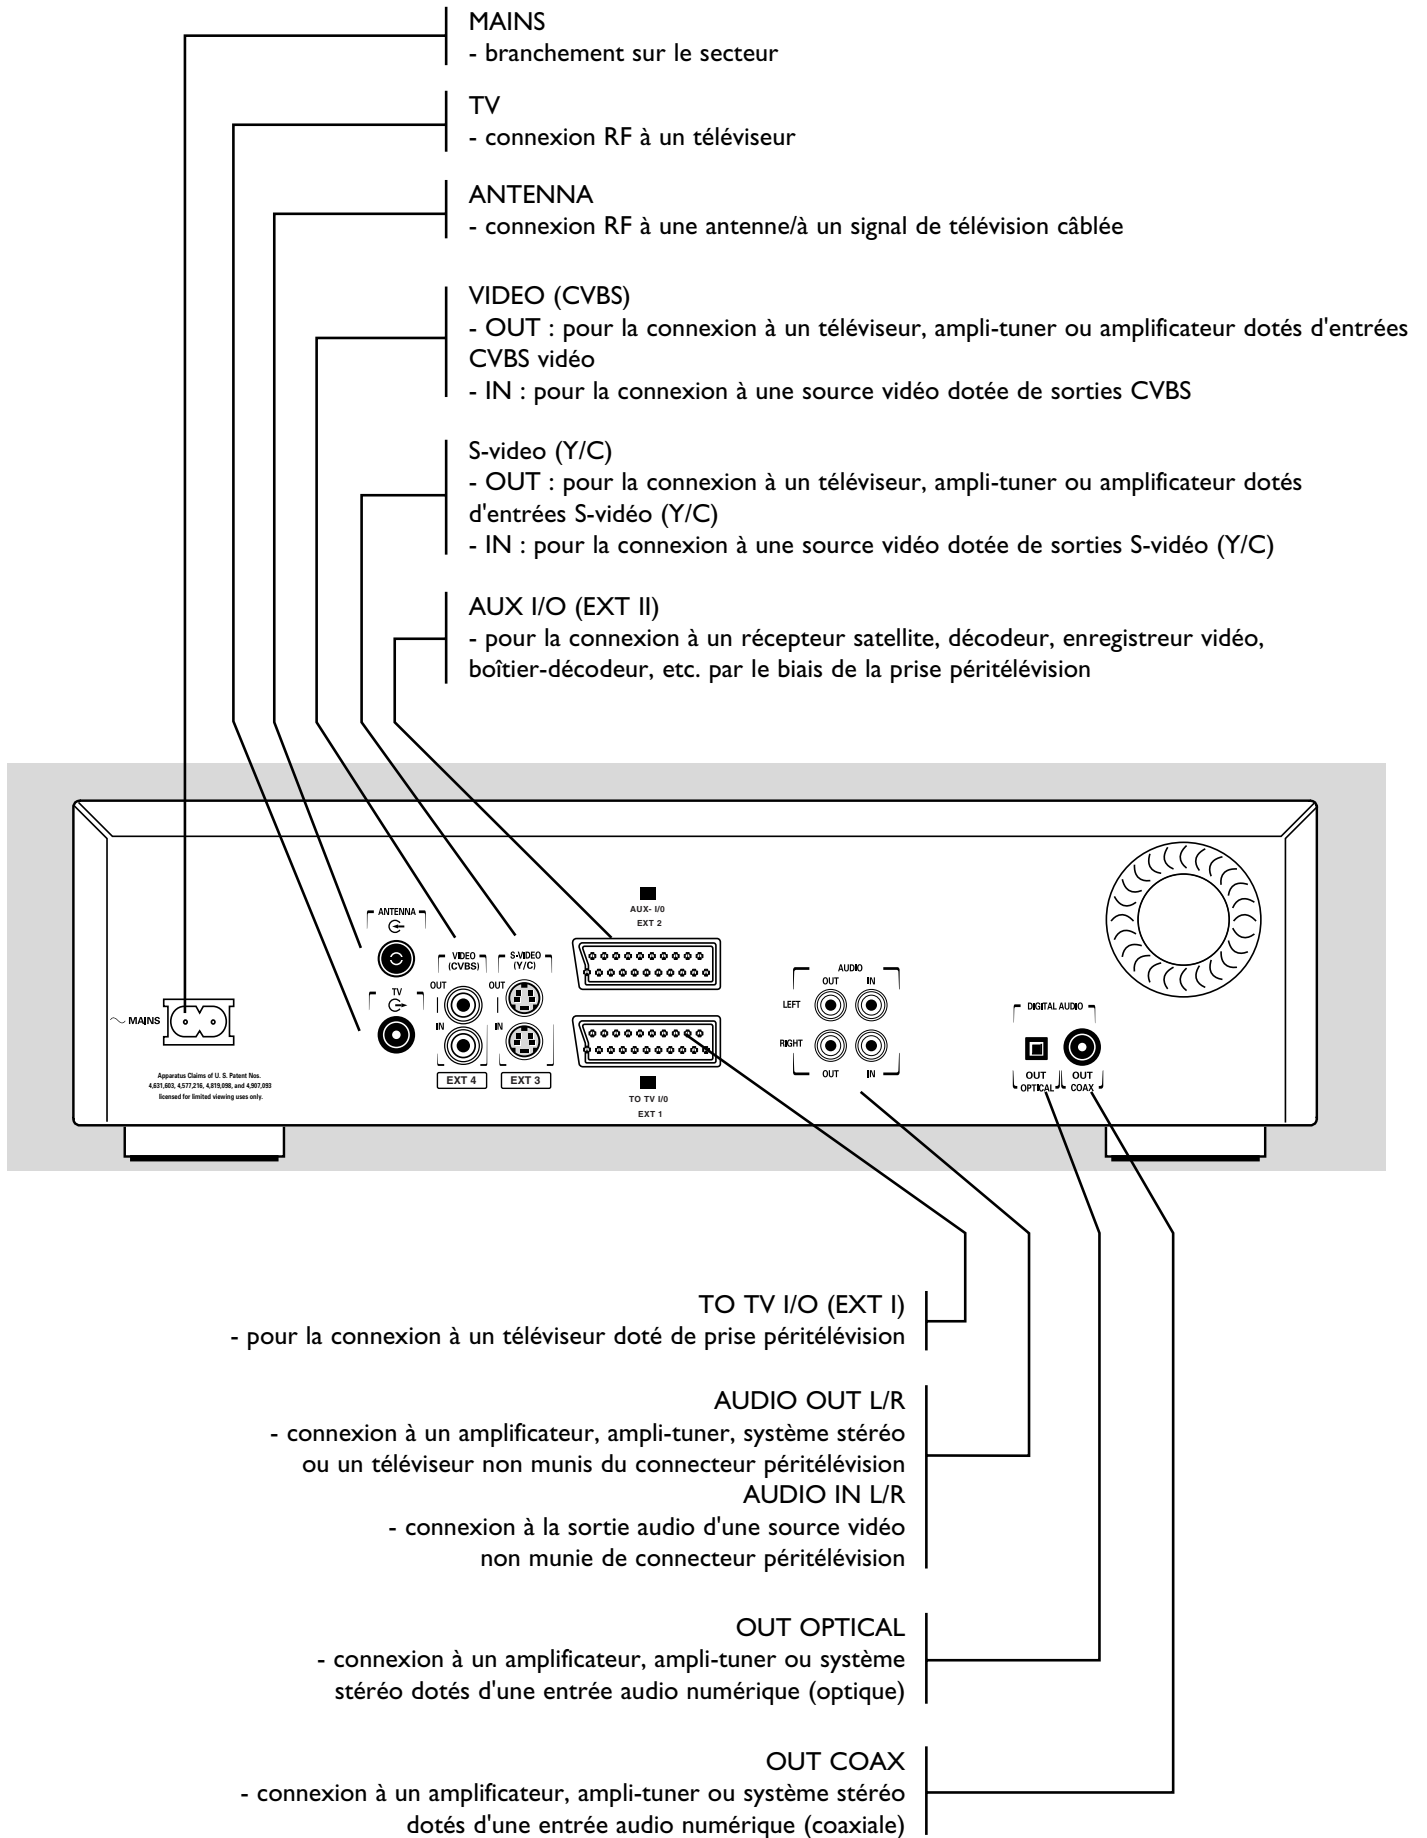 MAINS
- branchement sur le secteur
TV
- connexion RF à un téléviseur
ANTENNA
- connexion RF à une antenne/à un signal de télévision câblée
VIDEO (CVBS)
- OUT : pour la connexion à un téléviseur, ampli-tuner ou amplificateur dotés d'entrées
CVBS vidéo
- IN : pour la connexion à une source vidéo dotée de sorties CVBS
S-video (Y/C)
- OUT : pour la connexion à un téléviseur, ampli-tuner ou amplificateur dotés
d'entrées S-vidéo (Y/C)
- IN : pour la connexion à une source vidéo dotée de sorties S-vidéo (Y/C)
AUX I/O (EXT II)
- pour la connexion à un récepteur satellite, décodeur, enregistreur vidéo,
boîtier-décodeur, etc. par le biais de la prise péritélévision
~ MAINS
Apparatus Claims of U. S. Patent Nos.
4,631,603, 4,577,216, 4,819,098, and 4,907,093
licensed for limited viewing uses only.
ANTENNA
TV
VIDEO
(CVBS)
OUT
IN
EXT 4
S-VIDEO
(Y/C)
OUT
IN
EXT 3
AUX- I/0
EXT 2
TO TV I/0
EXT 1
AUDIO
OUT IN
LEFT
RIGHT
OUT IN
DIGITAL AUDIO
OUT OUT
OPTICAL COAX
TO TV I/O (EXT I)
- pour la connexion à un téléviseur doté de prise péritélévision
AUDIO OUT L/R
- connexion à un amplificateur, ampli-tuner, système stéréo
ou un téléviseur non munis du connecteur péritélévision
AUDIO IN L/R
- connexion à la sortie audio d'une source vidéo
non munie de connecteur péritélévision
OUT OPTICAL
- connexion à un amplificateur, ampli-tuner ou système
stéréo dotés d'une entrée audio numérique (optique)
OUT COAX
- connexion à un amplificateur, ampli-tuner ou système stéréo
dotés d'une entrée audio numérique (coaxiale)